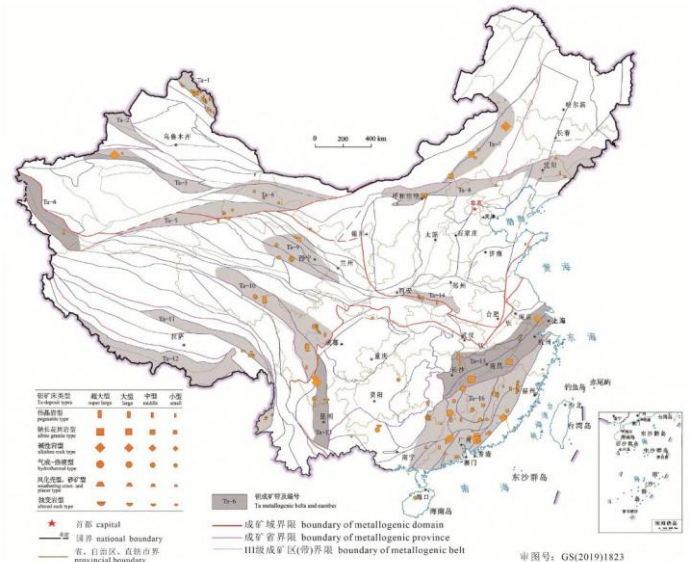 Ta-1
哈尔滨
Ta-2
乌鲁木齐
长春
0 200 400 km
Ta-7
沈阳
Ta-3
Ta-8
Ta-6
呼和浩特
北京
天津
渤海
Ta-4
Ta-5
银川
太原
石家庄
Ta-9
西宁
济南
兰州
黄海
Ta-10
西安
郑州
Ta-14
合肥
南京
上海
Ta-11
武汉
杭州
拉萨
成都
东海
Ta-12
重庆
Ta-15
南昌
长沙
钓鱼岛
赤尾屿
贵阳
Ta-16
福州
台北
昆明
台湾岛
Ta-13
广州
香港
南宁
澳门
东沙群岛
南海
海口
海南岛
钽矿床类型
Ta deposit types
超大型
super large
大型
large
中型
middle
小型
small
伟晶岩型
pegmatite type
钠长花岗岩型
albite granite type
碱性岩型
alkaline rock type
气成-热液型
hydrothermal type
风化壳型、砂矿型
weathering crust- and
placer type
蚀变岩型
altered rock type
Ta-6
钽成矿带及编号
Ta metallogenic belts and number
首都 capital
国界 national boundary
省、自治区、直辖市界
provincial boundary
成矿域界限 boundary of metallogenic domain
成矿省界限 boundary of metallogenic province
III级成矿区(带)界限 boundary of metallogenic belt
审图号：GS(2019)1823